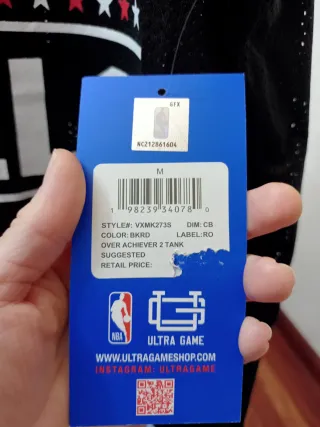 GFX
NC212861604
M
1 98239 34078 0
STYLE#: VXMK273S DIM: CB
COLOR: BKRD LABEL: RO
OVER ACHIEVER 2 TANK
SUGGESTED
RETAIL PRICE:
NBA
ULTRA GAME
WWW.ULTRAGAMESHOP.COM
INSTAGRAM: ULTRAGAME